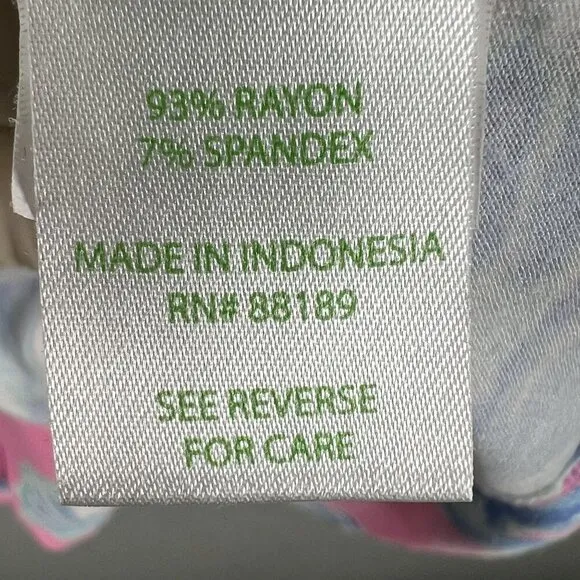 93% RAYON
7% SPANDEX
MADE IN INDONESIA
RN# 88189
SEE REVERSE
FOR CARE